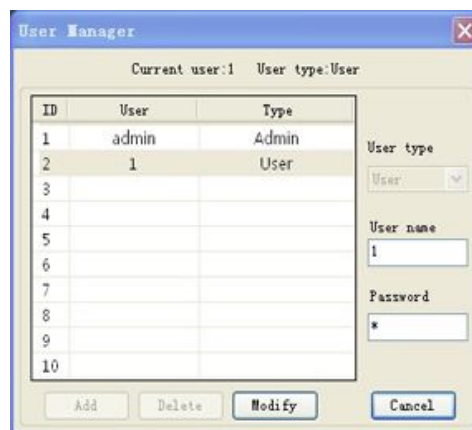 User Manager
Current user:1 User type:User
ID User Type
1 admin Admin
2 1 User
3
4
5
6
7
8
9
10
User type
User
User name
1
Password
*
Add Delete Modify Cancel